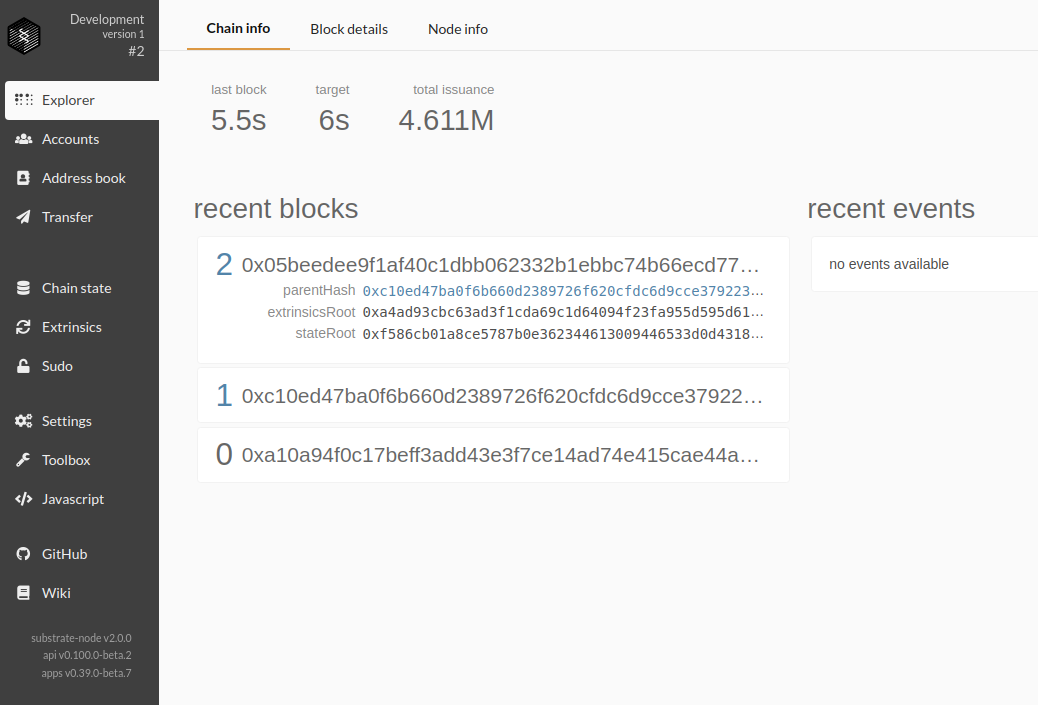 Development
version 1
#2
Explorer
Accounts
Address book
Transfer
Chain state
Extrinsics
Sudo
Settings
Toolbox
Javascript
GitHub
Wiki
substrate-node v2.0.0
api v0.100.0-beta.2
apps v0.39.0-beta.7
Chain info Block details Node info
last block target total issuance
5.5s 6s 4.611M
recent blocks
2 0x05beedee9f1af40c1dbb062332b1ebbc74b66ecd77…
parentHash 0xc10ed47ba0f6b660d2389726f620cfdc6d9cce379223…
extrinsicsRoot 0xa4ad93cbc63ad3f1cda69c1d64094f23fa955d595d61…
stateRoot 0xf586cb01a8ce5787b0e362344613009446533d0d4318…
1 0xc10ed47ba0f6b660d2389726f620cfdc6d9cce37922…
0 0xa10a94f0c17beff3add43e3f7ce14ad74e415cae44a…
recent events
no events available